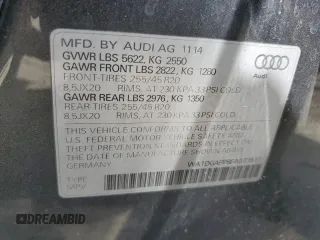 MFD. BY AUDI AG 11 14
GVWR LBS 5622, KG 2550
GAWR FRONT LBS 2822, KG 1280
FRONT-TIRES 255/45 R20
8.5JX20 RIMS, AT 230 KPA 33 PSI COLD.
GAWR REAR LBS 2976, KG 1350
REAR TIRES 255/45 R20
8.5JX20 RIMS, AT 230 KPA 33 PSI COLD.
Audi
THIS VEHICLE CONFORMS TO ALL APPLICABLE
U.S. FEDERAL MOTOR VEHICLE SAFETY AND
THEFT PREVENTION STANDARDS IN EFFECT ON THE
DATE OF MANUFACTURE SHOWN ABOVE.
GERMANY
TYPE:
MPV